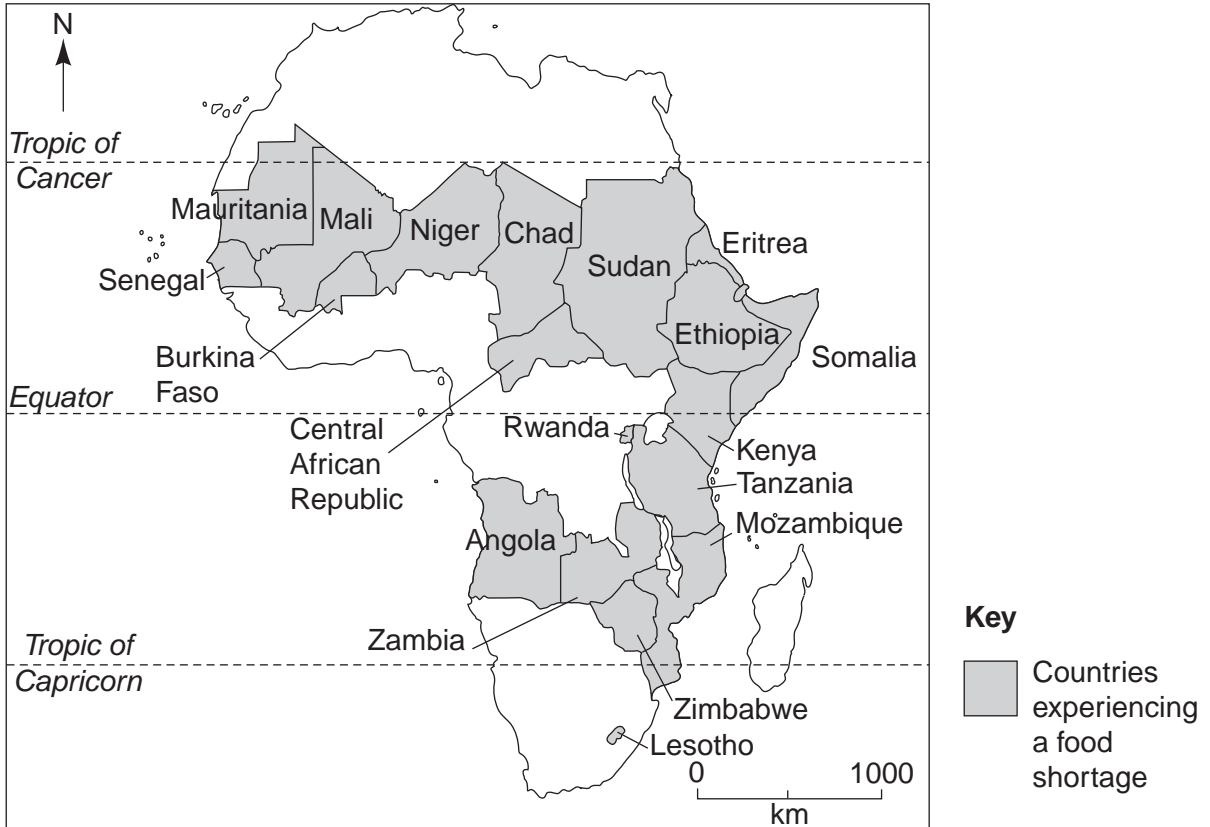 N
Tropic of
Cancer
Mauritania
Mali
Niger
Chad
Sudan
Eritrea
Senegal
Ethiopia
Somalia
Burkina
Faso
Equator
Central
African
Republic
Rwanda
Kenya
Tanzania
Mozambique
Angola
Zambia
Tropic of
Capricorn
Zimbabwe
Lesotho
0 1000
km
Key
Countries
experiencing
a food
shortage